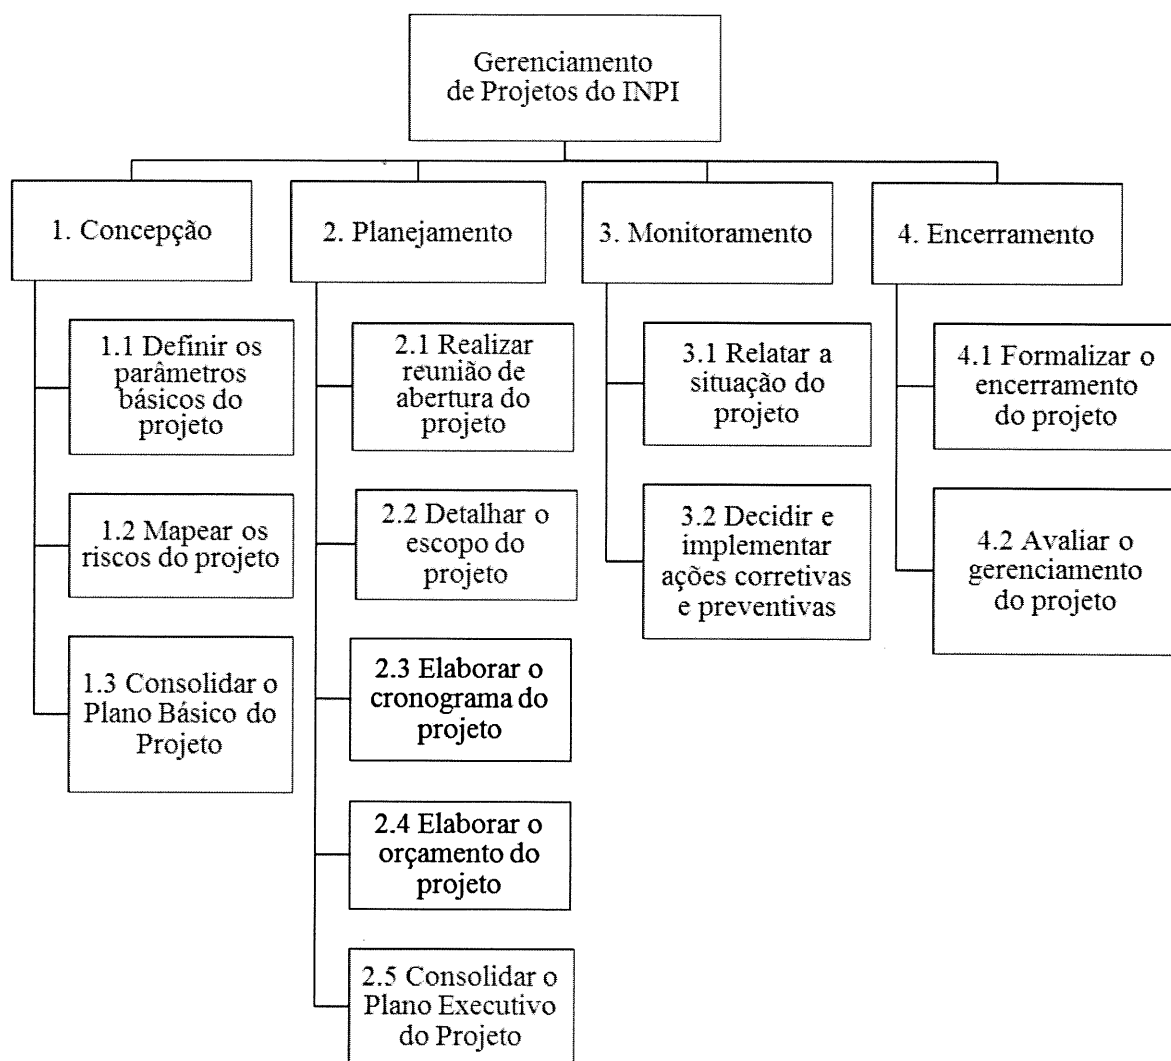 Gerenciamento
de Projetos do INPI
1. Concepção
2. Planejamento
3. Monitoramento
4. Encerramento
1.1 Definir os
parâmetros
básicos do
projeto
1.2 Mapear os
riscos do projeto
1.3 Consolidar o
Plano Básico do
Projeto
2.1 Realizar
reunião de
abertura do
projeto
2.2 Detalhar o
escopo do
projeto
2.3 Elaborar o
cronograma do
projeto
2.4 Elaborar o
orçamento do
projeto
2.5 Consolidar o
Plano Executivo
do Projeto
3.1 Relatar a
situação do
projeto
3.2 Decidir e
implementar
ações corretivas
e preventivas
4.1 Formalizar o
encerramento
do projeto
4.2 Avaliar o
gerenciamento
do projeto